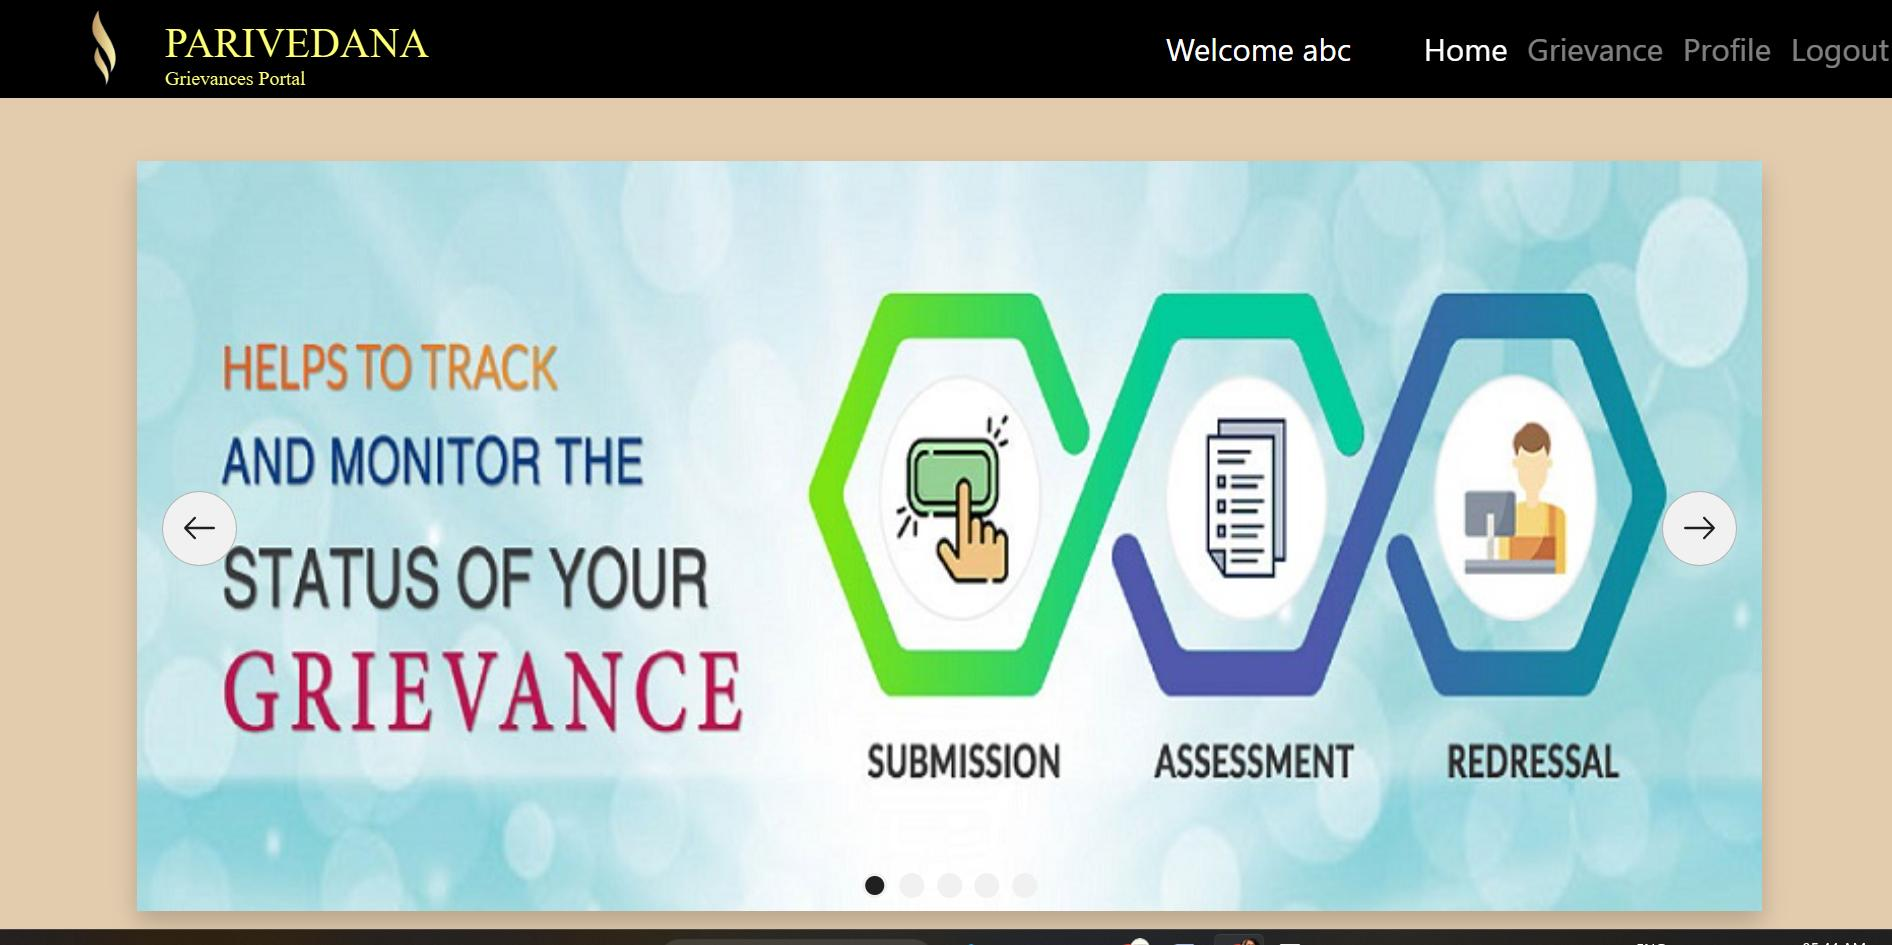 PARIVEDANA
Grievances Portal
Welcome abc Home Grievance Profile Logout
HELPS TO TRACK
AND MONITOR THE
STATUS OF YOUR
GRIEVANCE
SUBMISSION ASSESSMENT REDRESSAL